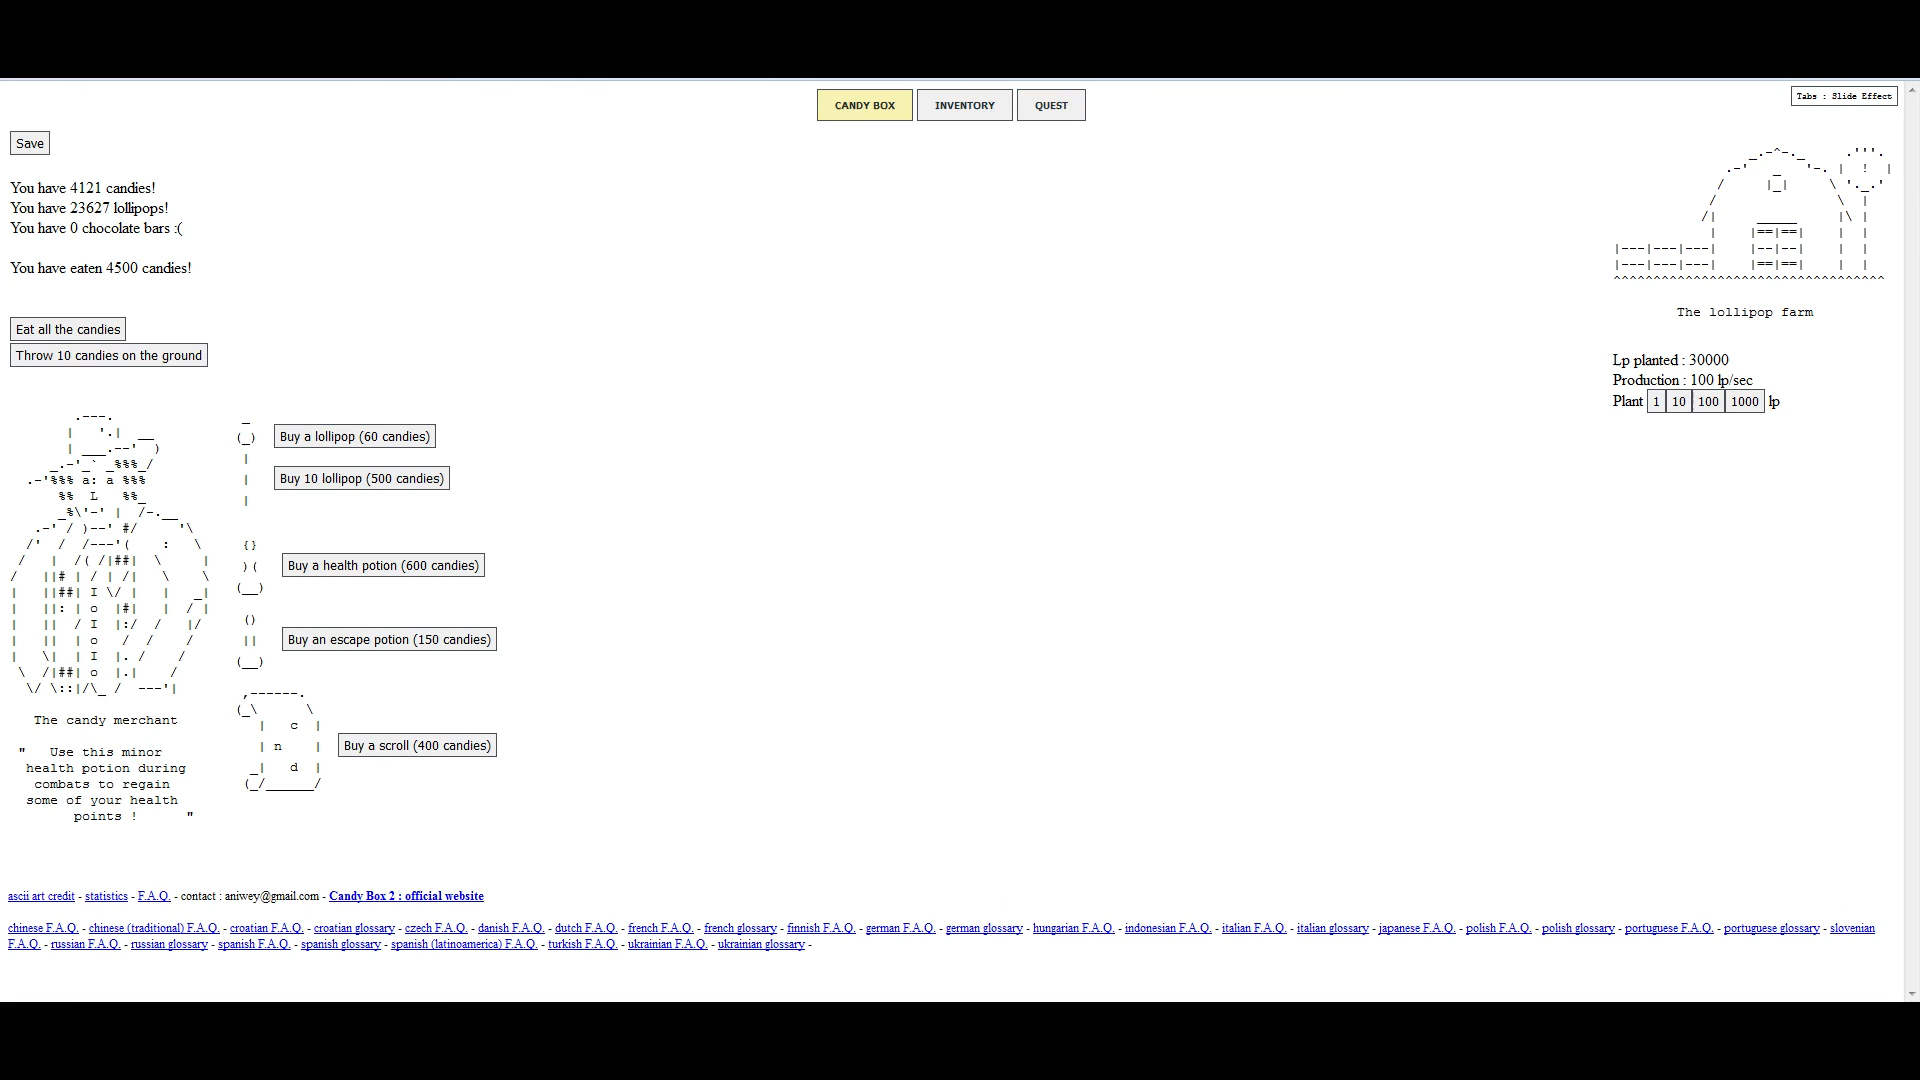 CANDY BOX INVENTORY QUEST
Tabs : Slide Effect
Save
You have 4121 candies!
You have 23627 lollipops!
You have 0 chocolate bars :(
You have eaten 4500 candies!
Eat all the candies
Throw 10 candies on the ground
The lollipop farm
Lp planted : 30000
Production : 100 lp/sec
Plant 1 10 100 1000 lp
Buy a lollipop (60 candies)
Buy 10 lollipop (500 candies)
Buy a health potion (600 candies)
Buy an escape potion (150 candies)
Buy a scroll (400 candies)
The candy merchant
" Use this minor
health potion during
combats to regain
some of your health
points ! "
ascii art credit - statistics - F.A.Q. - contact : aniwey@gmail.com - Candy Box 2 : official website
chinese F.A.Q. - chinese (traditional) F.A.Q. - croatian F.A.Q. - croatian glossary - czech F.A.Q. - danish F.A.Q. - dutch F.A.Q. - french F.A.Q. - french glossary - finnish F.A.Q. - german F.A.Q. - german glossary - hungarian F.A.Q. - indonesian F.A.Q. - italian F.A.Q. - italian glossary - japanese F.A.Q. - polish F.A.Q. - polish glossary - portuguese F.A.Q. - portuguese glossary - slovenian
F.A.Q. - russian F.A.Q. - russian glossary - spanish F.A.Q. - spanish glossary - spanish (latinoamerica) F.A.Q. - turkish F.A.Q. - ukrainian F.A.Q. - ukrainian glossary -